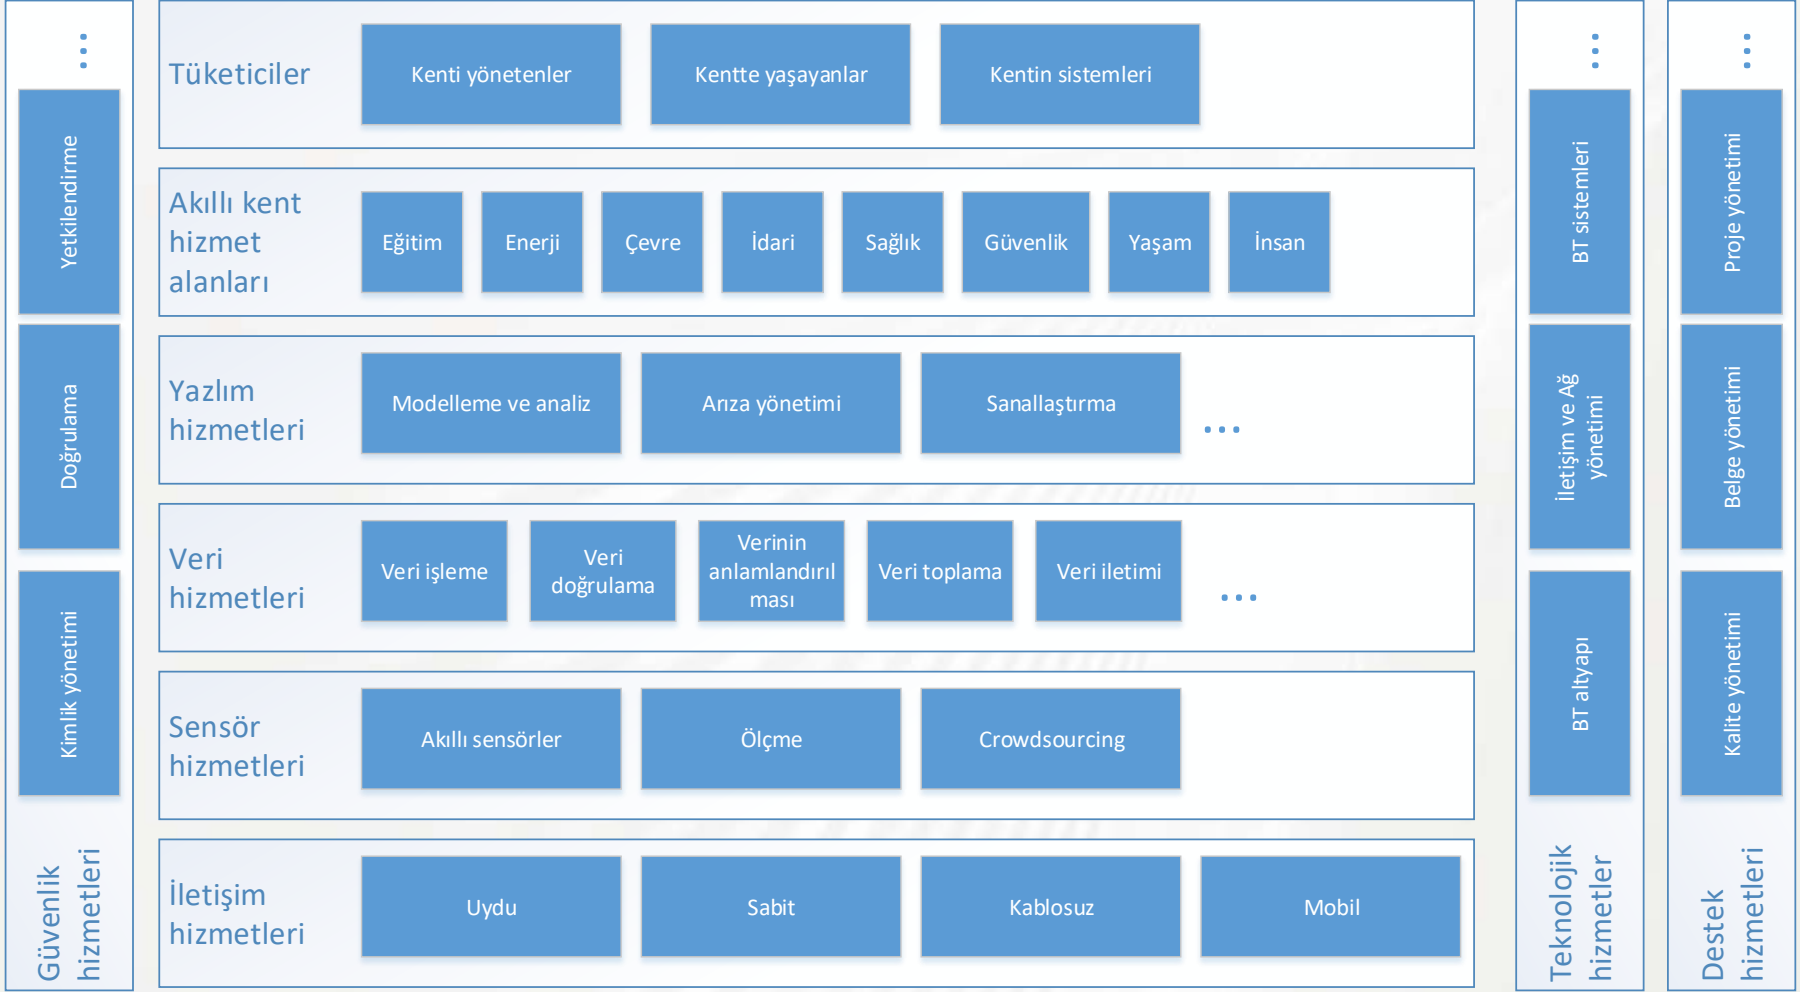 ...
Yetkilendirme
Doğrulama
Kimlik yönetimi
Güvenlik
hizmetleri
Tüketiciler
Kenti yönetenler
Kentte yaşayanlar
Kentin sistemleri
Akıllı kent
hizmet
alanları
Eğitim
Enerji
Çevre
İdari
Sağlık
Güvenlik
Yaşam
İnsan
Yazlım
hizmetleri
Modelleme ve analiz
Arıza yönetimi
Sanallaştırma
...
Veri
hizmetleri
Veri işleme
Veri
doğrulama
Verinin
anlamlandırıl
ması
Veri toplama
Veri iletimi
...
Sensör
hizmetleri
Akıllı sensörler
Ölçme
Crowdsourcing
İletişim
hizmetleri
Uydu
Sabit
Kablosuz
Mobil
...
BT sistemleri
İletişim ve Ağ
yönetimi
BT altyapı
Teknolojik
hizmetler
...
Proje yönetimi
Belge yönetimi
Kalite yönetimi
Destek
hizmetleri